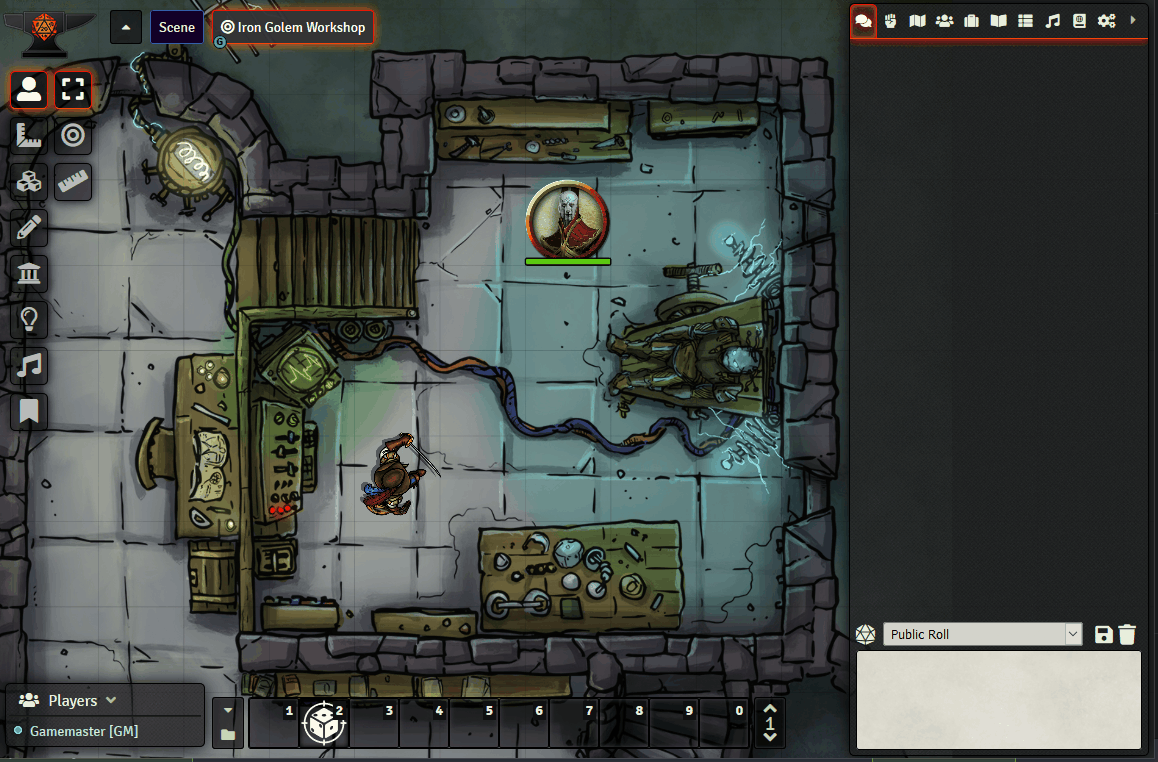 Scene
Iron Golem Workshop
G
Public Roll
Players
Gamemaster [GM]
1 2 3 4 5 6 7 8 9 0
1